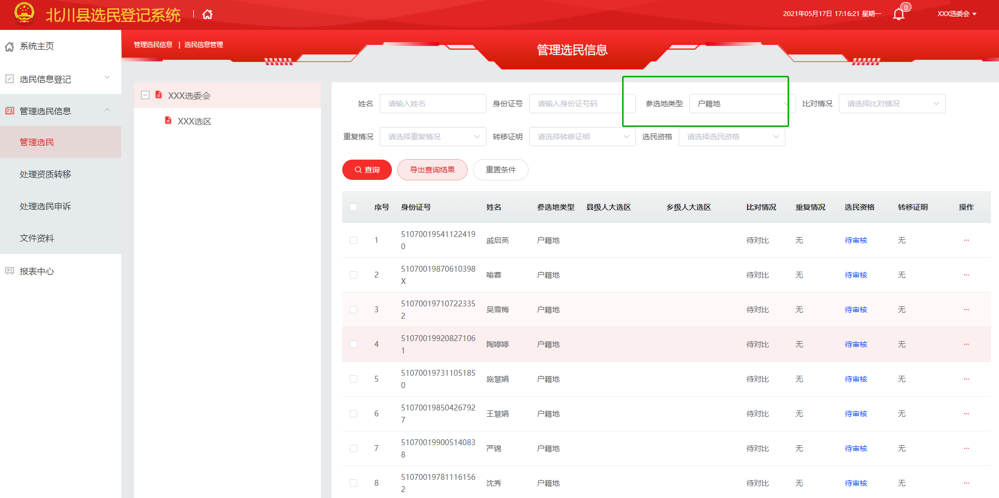 北川县选民登记系统
2021年05月17日 17:16:21 星期一
0
XXX选委会
系统主页
选民信息登记
管理选民信息
管理选民
处理资质转移
处理选民申诉
文件资料
报表中心
管理选民信息 | 选民信息管理
管理选民信息
XXX选委会
XXX选区
姓名 请输入姓名 身份证号 请输入身份证号码 参选地类型 户籍地 比对情况 请选择比对情况
重复情况 请选择重复情况 转移证明 请选择转移证明 选民资格 请选择选民资格
查询 导出查询结果 重置条件
序号 身份证号 姓名 参选地类型 县级人大选区 乡级人大选区 比对情况 重复情况 选民资格 转移证明 操作
1 51070019541122419 戚启英 户籍地 待对比 无 待审核 无 ...
0
2 51070019870610398 喻蓉 户籍地 待对比 无 待审核 无 ...
X
3 51070019710722335 吴雪梅 户籍地 待对比 无 待审核 无 ...
2
4 51070019920827106 陶婷婷 户籍地 待对比 无 待审核 无 ...
1
5 51070019731105185 施慧娟 户籍地 待对比 无 待审核 无 ...
0
6 51070019850426792 王慧娟 户籍地 待对比 无 待审核 无 ...
7
7 51070019900514083 严锦 户籍地 待对比 无 待审核 无 ...
8
8 51070019781116156 沈秀 户籍地 待对比 无 待审核 无 ...
2